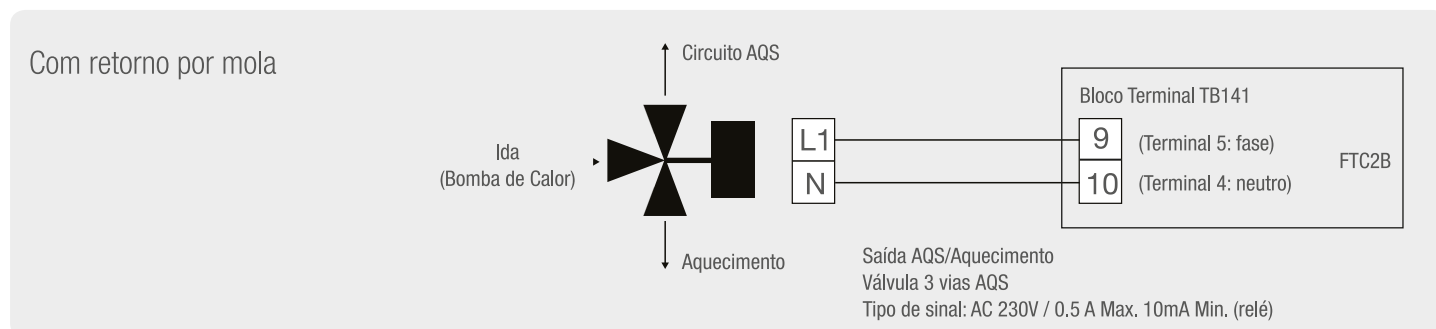 Com retorno por mola
Circuito AQS
Ida
(Bomba de Calor)
Aquecimento
L1
N
Bloco Terminal TB141
9 (Terminal 5: fase)
10 (Terminal 4: neutro)
FTC2B
Saída AQS/Aquecimento
Válvula 3 vias AQS
Tipo de sinal: AC 230V / 0.5 A Max. 10mA Min. (relé)